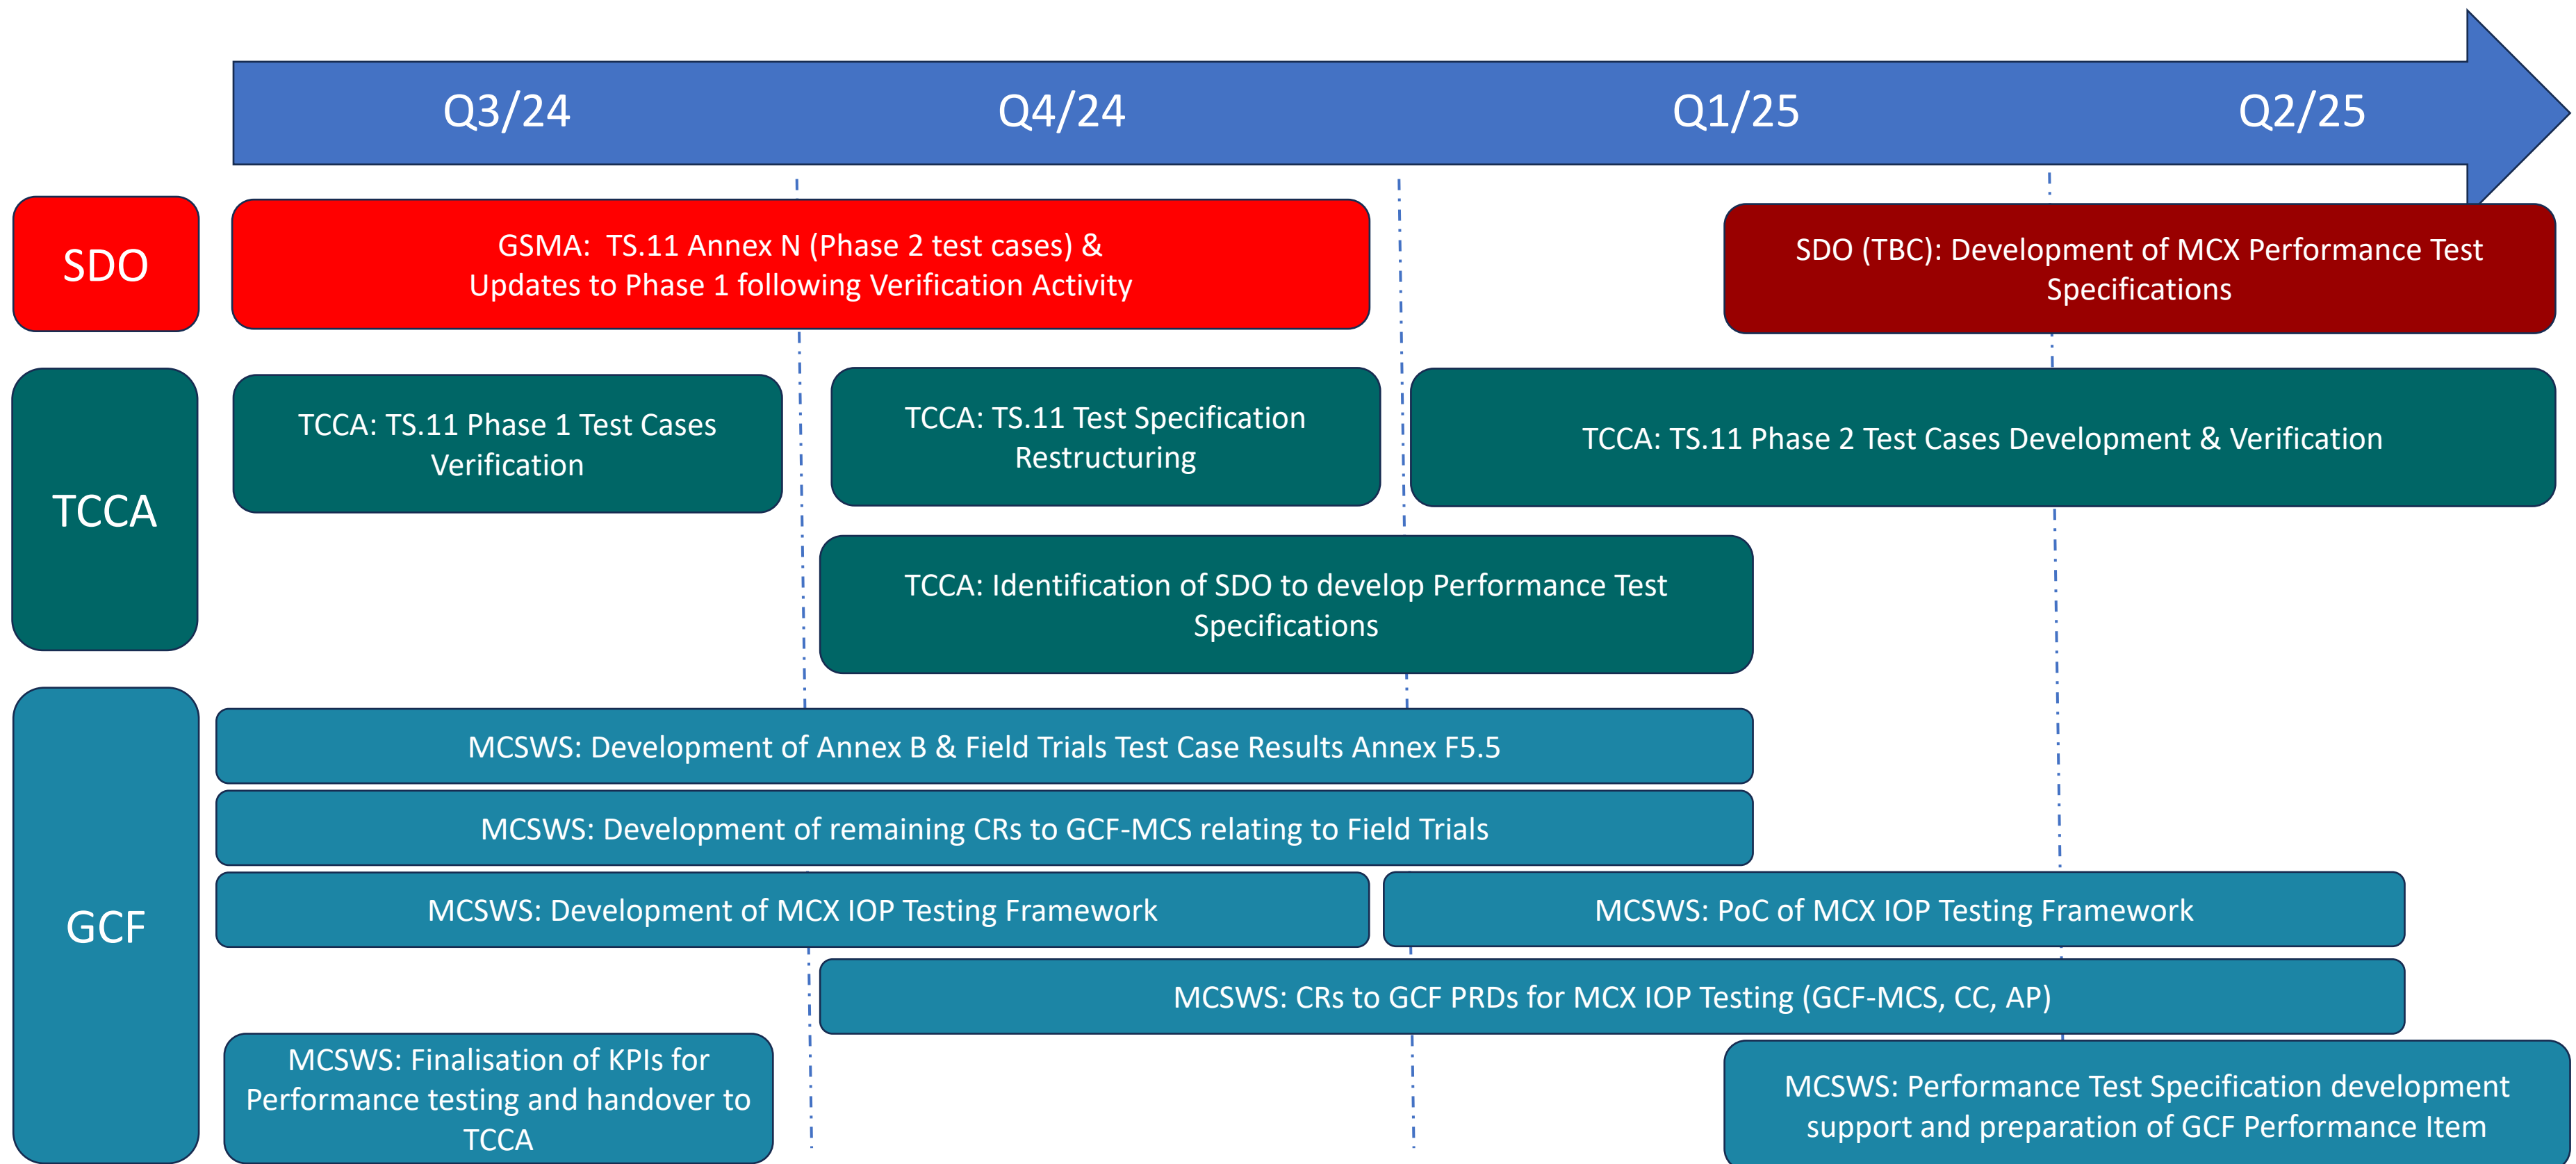 Q3/24 Q4/24 Q1/25 Q2/25
SDO
GSMA: TS.11 Annex N (Phase 2 test cases) &
Updates to Phase 1 following Verification Activity
SDO (TBC): Development of MCX Performance Test
Specifications
TCCA
TCCA: TS.11 Phase 1 Test Cases
Verification
TCCA: TS.11 Test Specification
Restructuring
TCCA: TS.11 Phase 2 Test Cases Development & Verification
TCCA: Identification of SDO to develop Performance Test
Specifications
GCF
MCSWS: Development of Annex B & Field Trials Test Case Results Annex F5.5
MCSWS: Development of remaining CRs to GCF-MCS relating to Field Trials
MCSWS: Development of MCX IOP Testing Framework
MCSWS: PoC of MCX IOP Testing Framework
MCSWS: CRs to GCF PRDs for MCX IOP Testing (GCF-MCS, CC, AP)
MCSWS: Finalisation of KPIs for
Performance testing and handover to
TCCA
MCSWS: Performance Test Specification development
support and preparation of GCF Performance Item